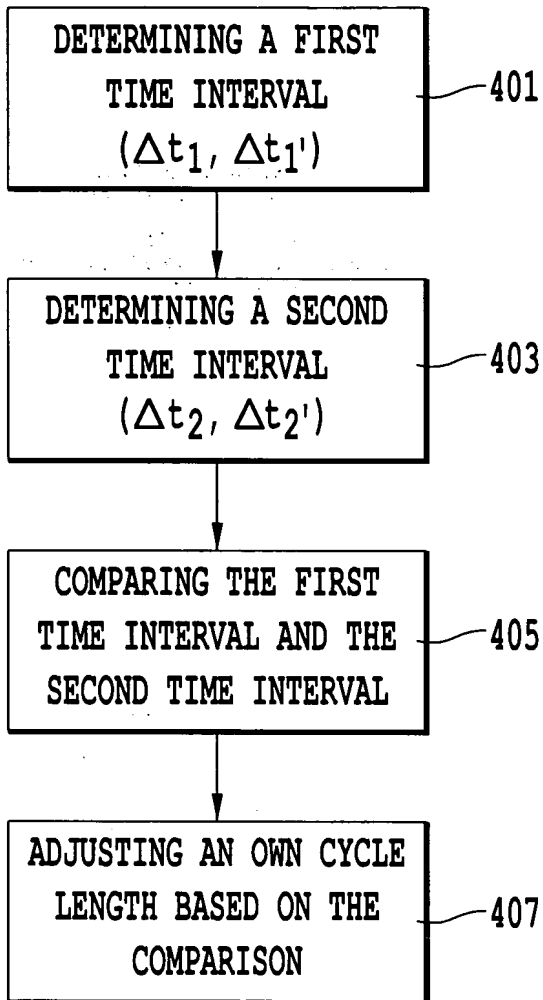 DETERMINING A FIRST
TIME INTERVAL
(Δt1, Δt1')
401
DETERMINING A SECOND
TIME INTERVAL
(Δt2, Δt2')
403
COMPARING THE FIRST
TIME INTERVAL AND THE
SECOND TIME INTERVAL
405
ADJUSTING AN OWN CYCLE
LENGTH BASED ON THE
COMPARISON
407